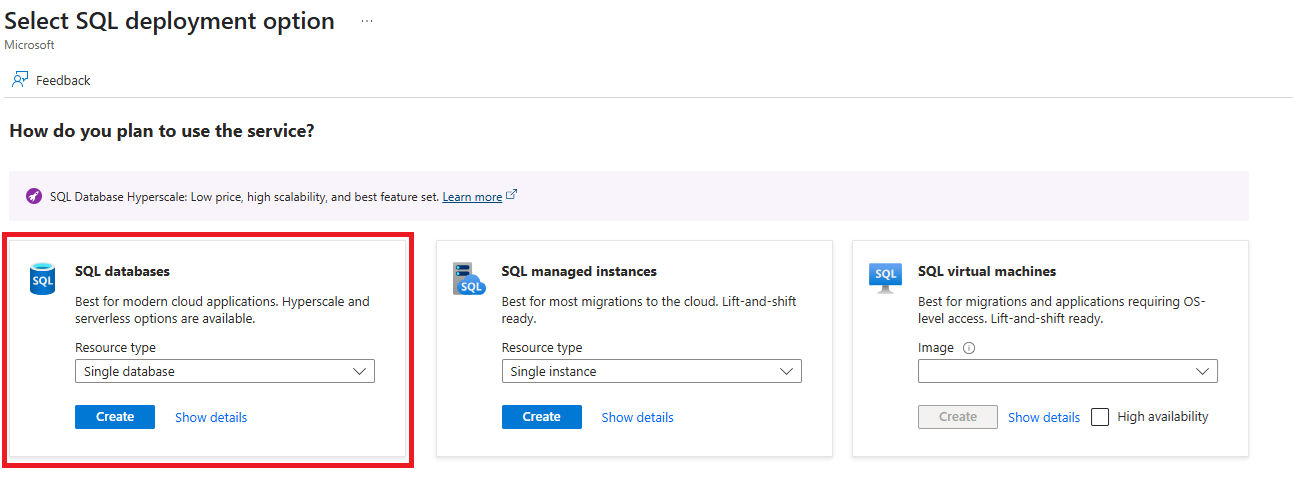 Select SQL deployment option ...
Microsoft
Feedback
How do you plan to use the service?
SQL Database Hyperscale: Low price, high scalability, and best feature set. Learn more
SQL
SQL databases
Best for modern cloud applications. Hyperscale and
serverless options are available.
Resource type
Single database
Create Show details
SQL
SQL managed instances
Best for most migrations to the cloud. Lift-and-shift
ready.
Resource type
Single instance
Create Show details
SQL
SQL virtual machines
Best for migrations and applications requiring OS-
level access. Lift-and-shift ready.
Image
Create Show details High availability